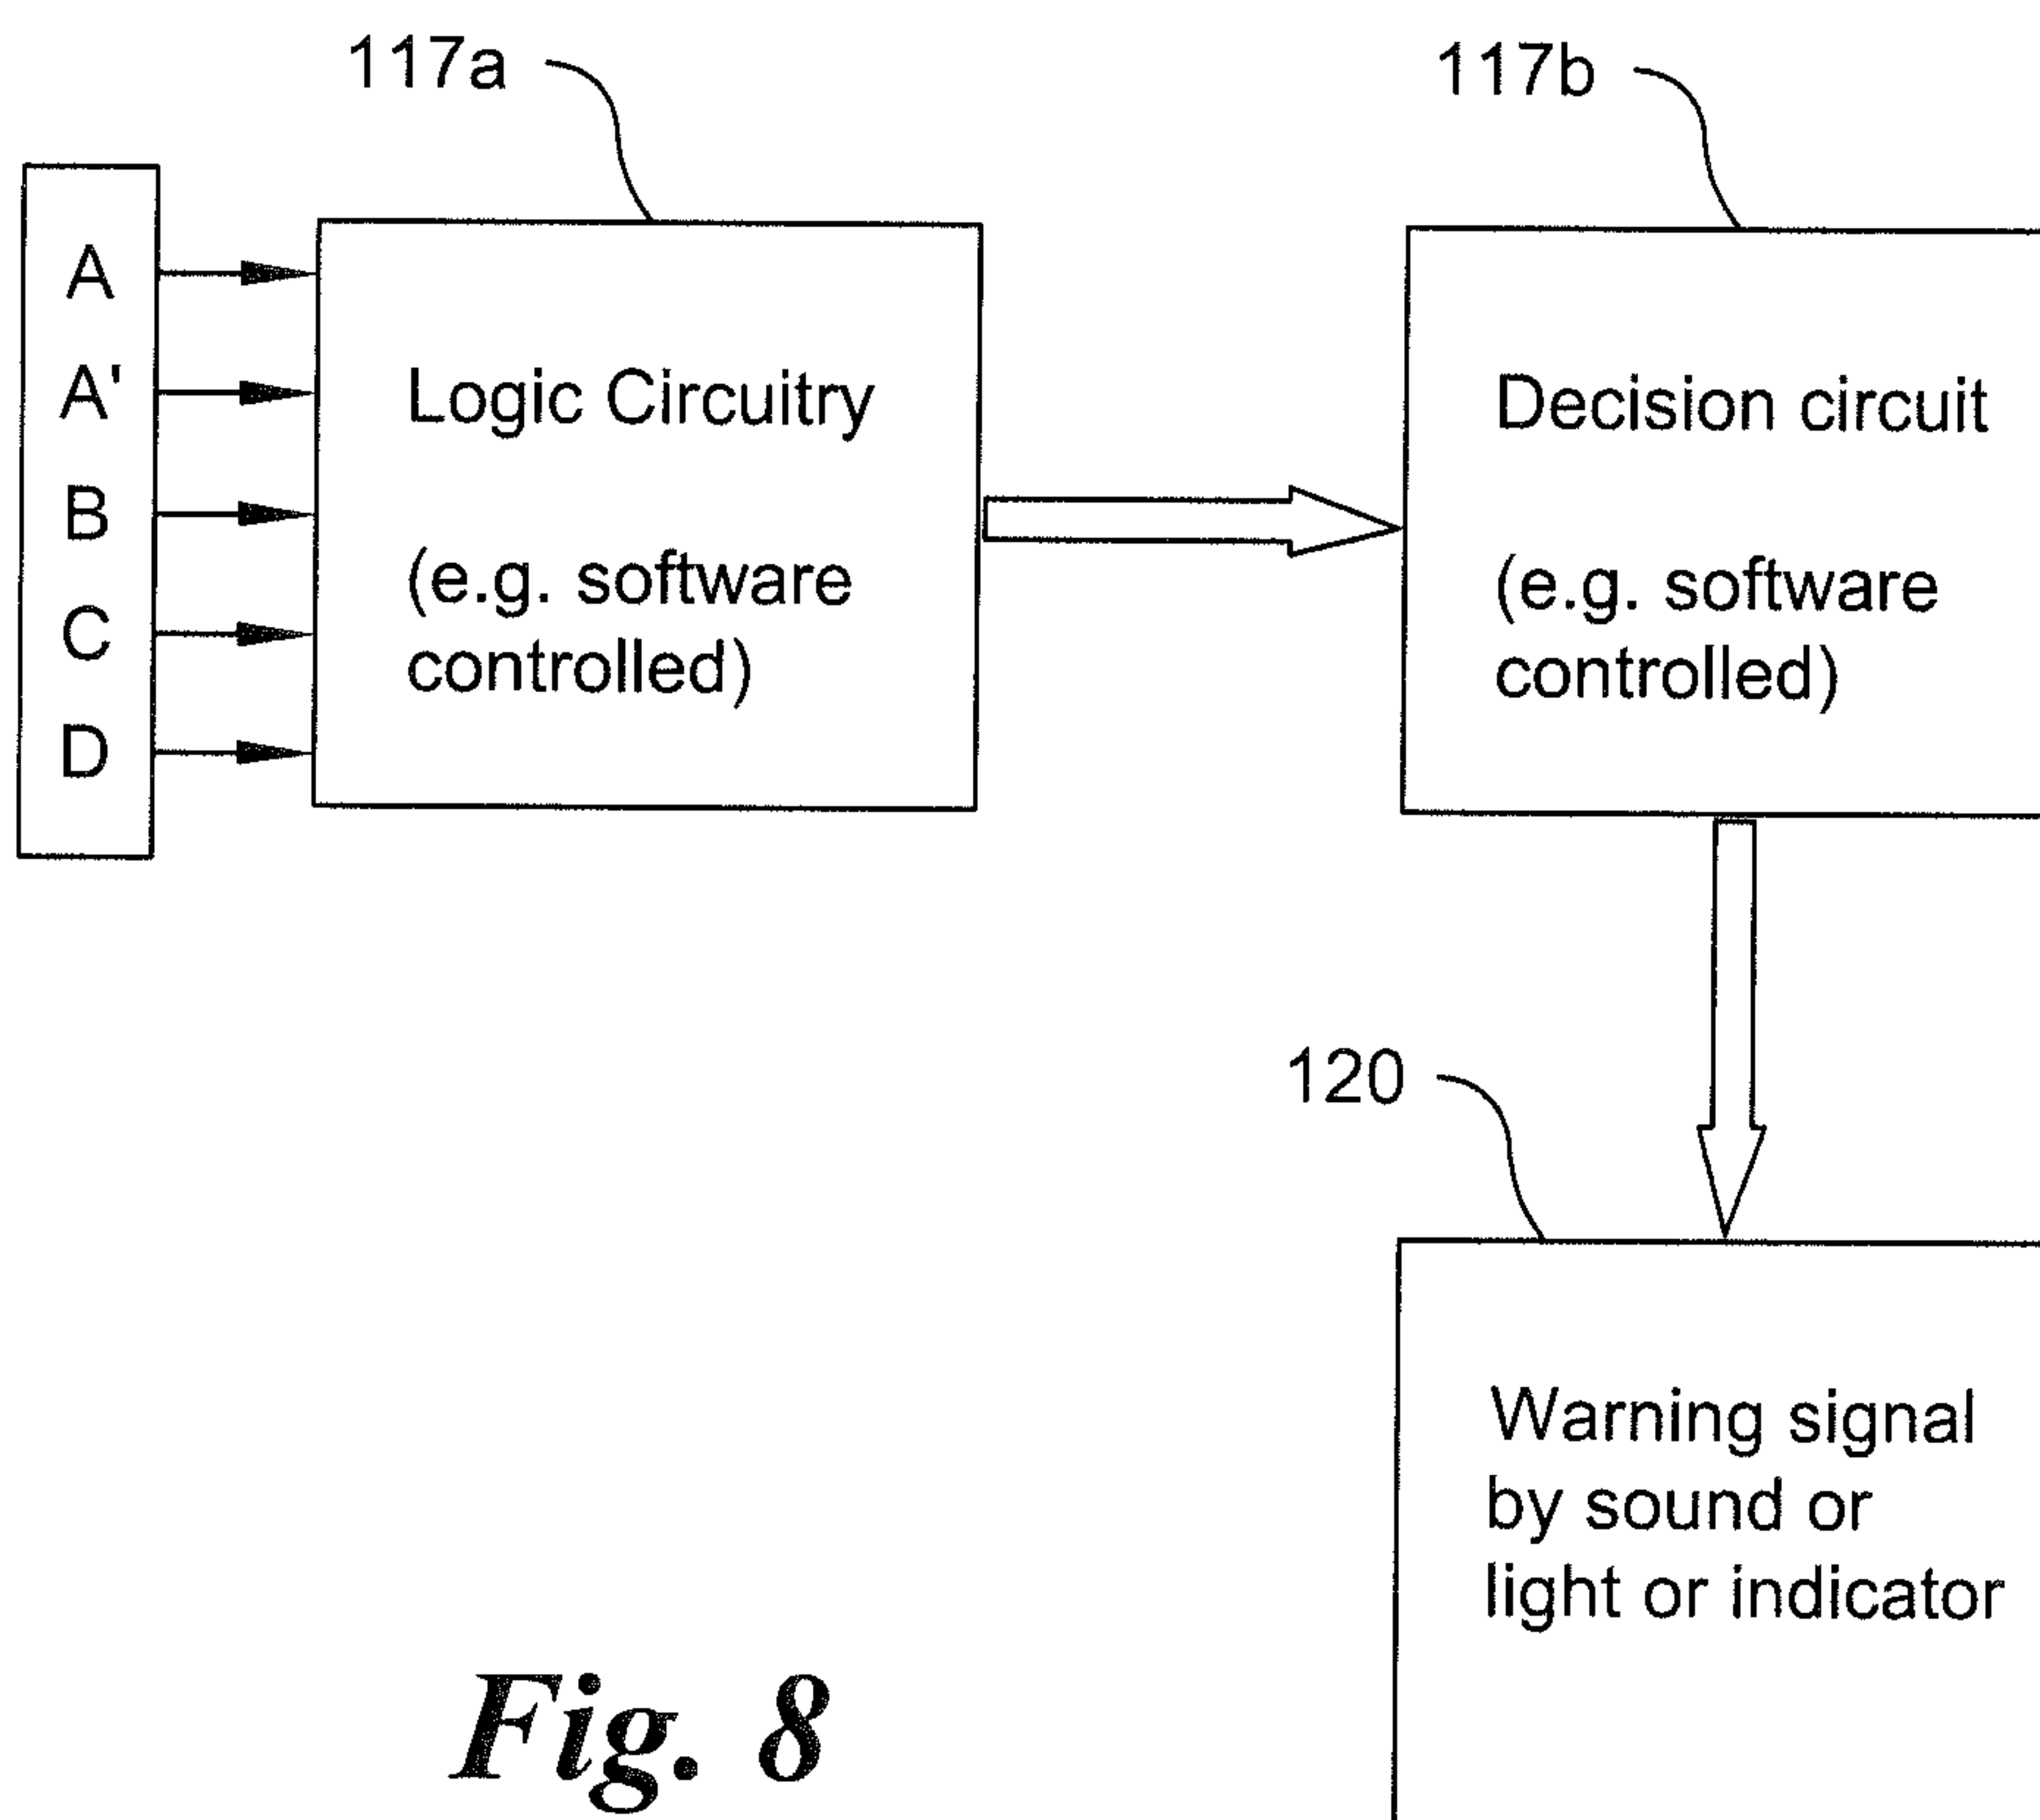 117a
117b
A
A'
B
C
D
Logic Circuitry
(e.g. software
controlled)
Decision circuit
(e.g. software
controlled)
120
Warning signal
by sound or
light or indicator
Fig. 8